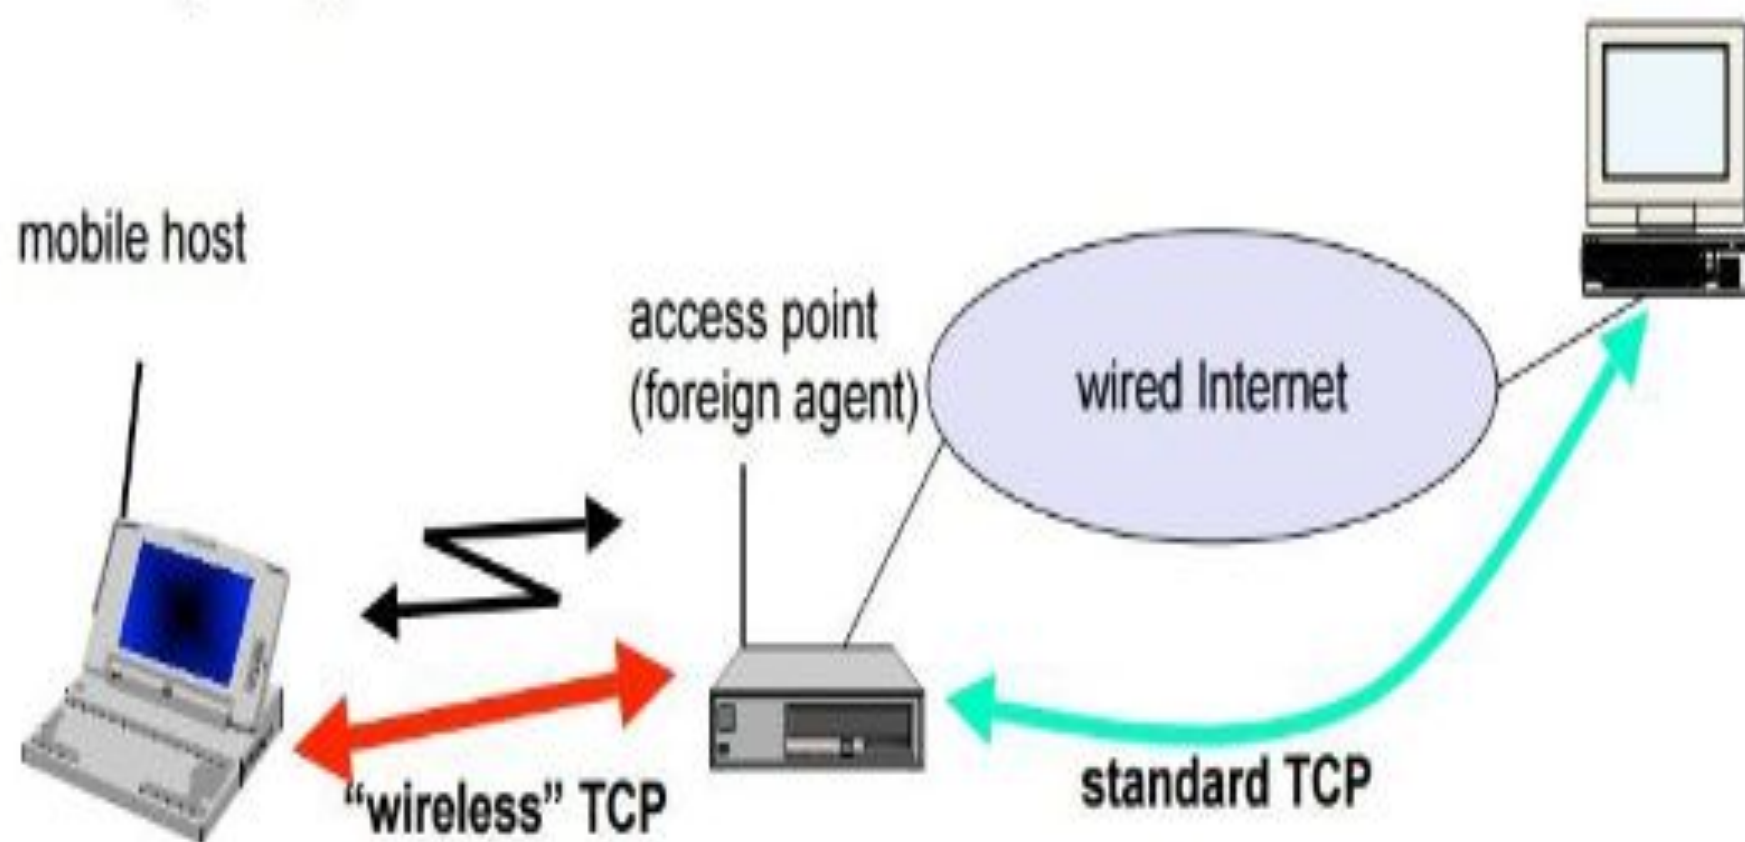 mobile host
access point
(foreign agent)
wired Internet
“wireless” TCP
standard TCP